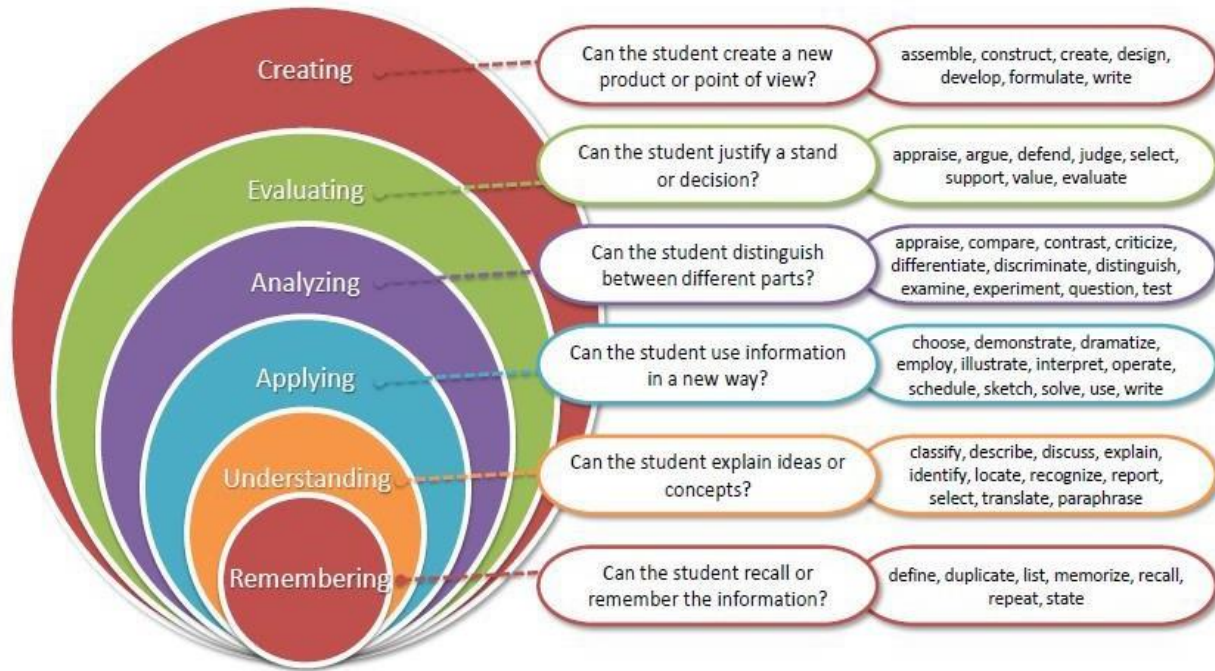 Creating
Can the student create a new
product or point of view?
assemble, construct, create, design,
develop, formulate, write
Evaluating
Can the student justify a stand
or decision?
appraise, argue, defend, judge, select,
support, value, evaluate
Analyzing
Can the student distinguish
between different parts?
appraise, compare, contrast, criticize,
differentiate, discriminate, distinguish,
examine, experiment, question, test
Applying
Can the student use information
in a new way?
choose, demonstrate, dramatize,
employ, illustrate, interpret, operate,
schedule, sketch, solve, use, write
Understanding
Can the student explain ideas or
concepts?
classify, describe, discuss, explain,
identify, locate, recognize, report,
select, translate, paraphrase
Remembering
Can the student recall or
remember the information?
define, duplicate, list, memorize, recall,
repeat, state